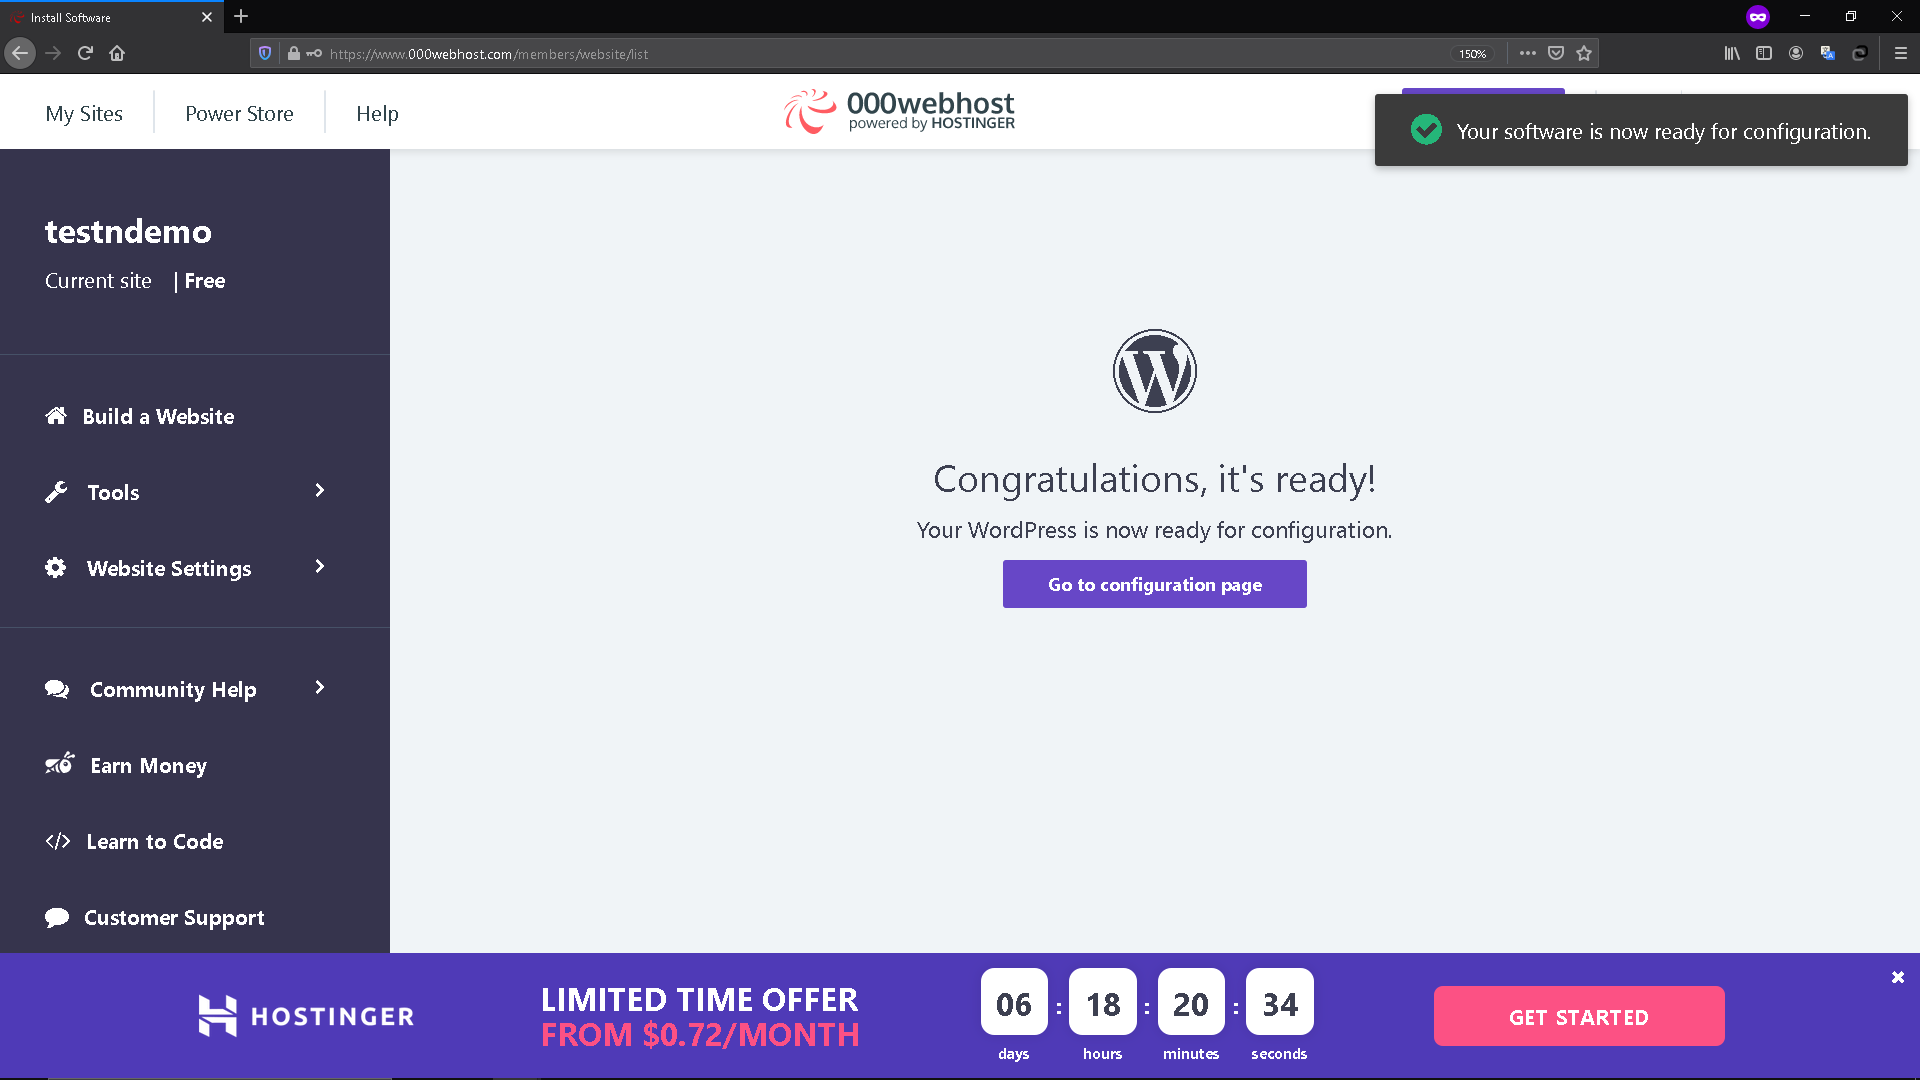 Install Software
https://www.000webhost.com/members/website/list
150%
My Sites
Power Store
Help
000webhost
powered by HOSTINGER
Your software is now ready for configuration.
testndemo
Current site | Free
Build a Website
Tools
Website Settings
Community Help
Earn Money
Learn to Code
Customer Support
Congratulations, it's ready!
Your WordPress is now ready for configuration.
Go to configuration page
HOSTINGER
LIMITED TIME OFFER
FROM $0.72/MONTH
06 : 18 : 20 : 34
days hours minutes seconds
GET STARTED